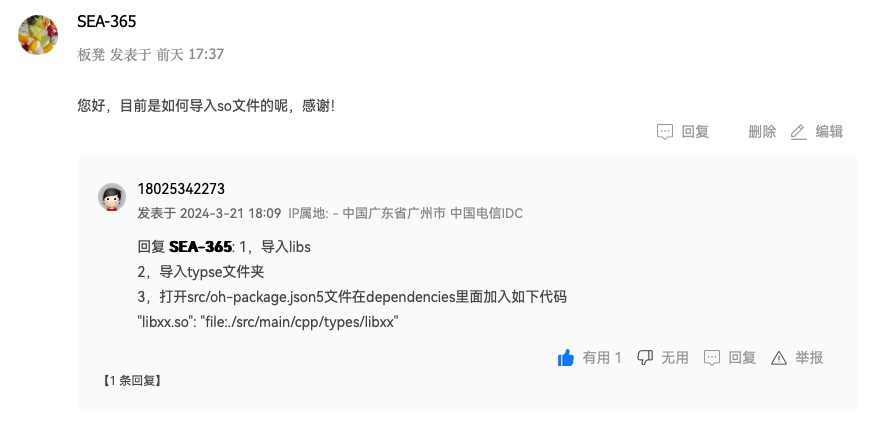 SEA-365
板凳 发表于 前天 17:37
您好，目前是如何导入so文件的呢，感谢！
回复 删除 编辑
18025342273
发表于 2024-3-21 18:09 IP属地: - 中国广东省广州市 中国电信IDC
回复 SEA-365: 1，导入libs
2，导入typse文件夹
3，打开src/oh-package.json5文件在dependencies里面加入如下代码
"libxx.so": "file:./src/main/cpp/types/libxx"
有用 1 无用 回复 举报
【1 条回复】